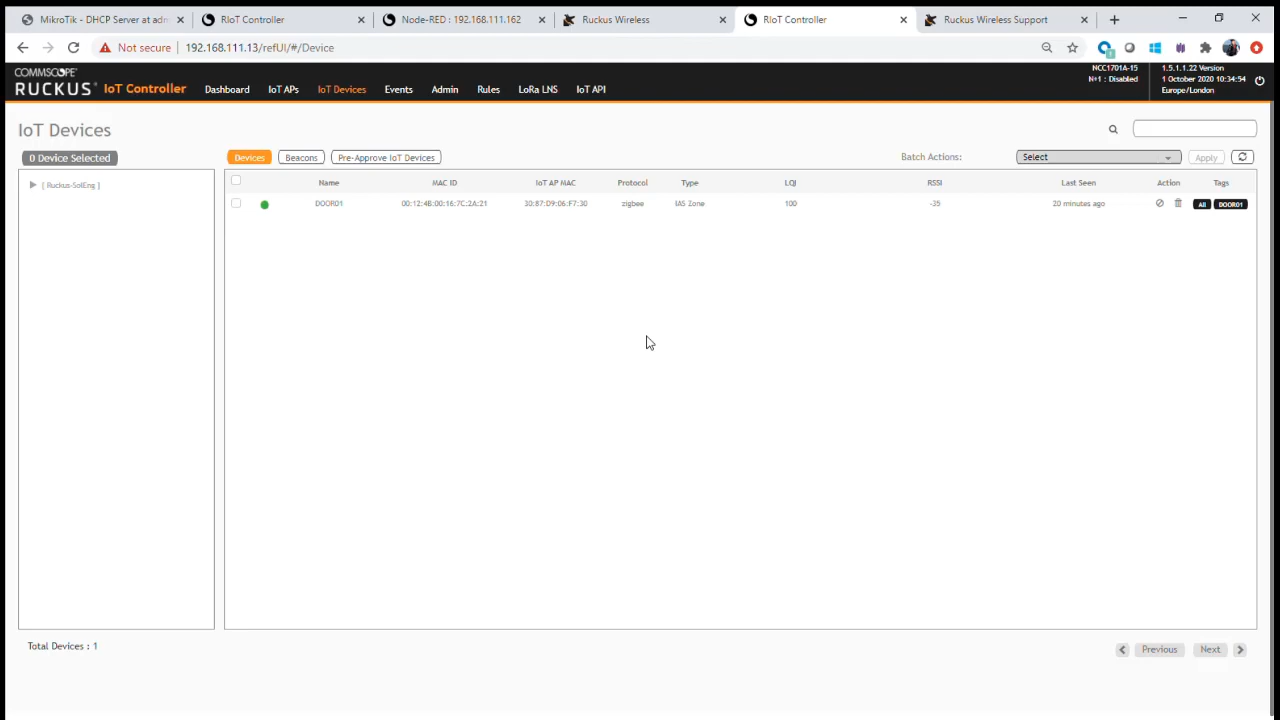 MikroTik - DHCP Server at adm
RIoT Controller
Node-RED : 192.168.111.162
Ruckus Wireless
RIoT Controller
Ruckus Wireless Support
Not secure
192.168.111.13/refUI/#/Device
COMMSCOPE
RUCKUS IoT Controller
Dashboard
IoT APs
IoT Devices
Events
Admin
Rules
LoRa LNS
IoT API
NCC1701A-15
N+1 : Disabled
1.5.1.1.22 Version
1 October 2020 10:34:54
Europe/London
IoT Devices
0 Device Selected
Devices
Beacons
Pre-Approve IoT Devices
Batch Actions:
Select
Apply
[ Ruckus-SolEng ]
Name MAC ID IoT AP MAC Protocol Type LQI RSSI Last Seen Action Tags
DOOR01 00:12:4B:00:16:7C:2A:21 30:87:D9:06:F7:30 zigbee IAS Zone 100 -35 20 minutes ago All DOOR01
Total Devices : 1
Previous
Next